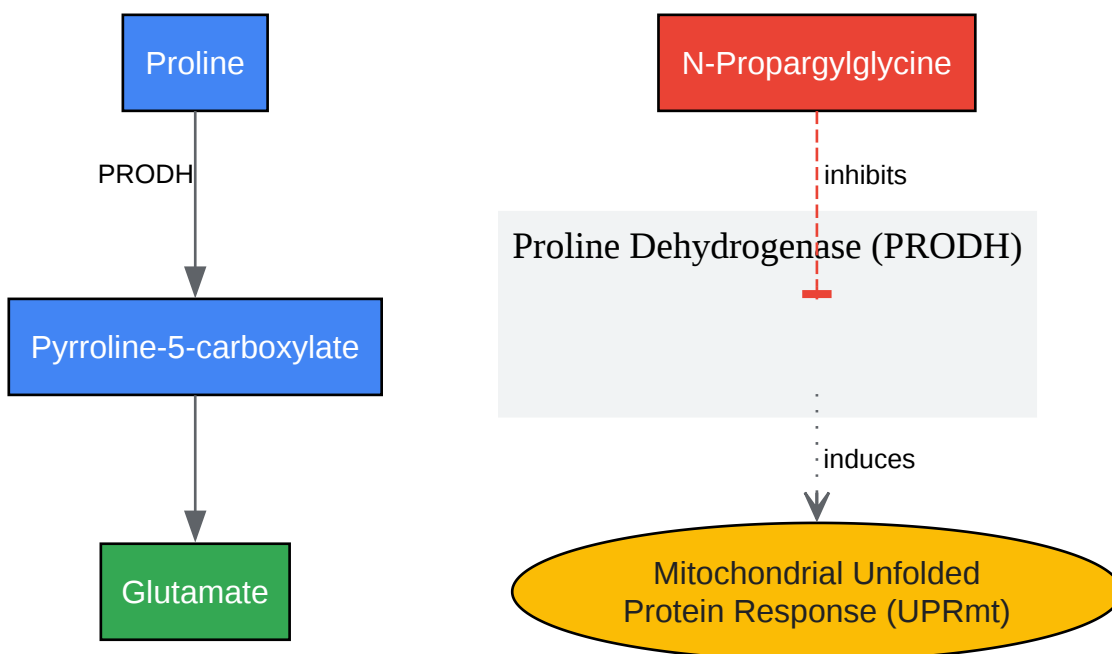 Proline
PRODH
Pyrroline-5-carboxylate
Glutamate
N-Propargylglycine
inhibits
Proline Dehydrogenase (PRODH)
induces
Mitochondrial Unfolded
Protein Response (UPRmt)